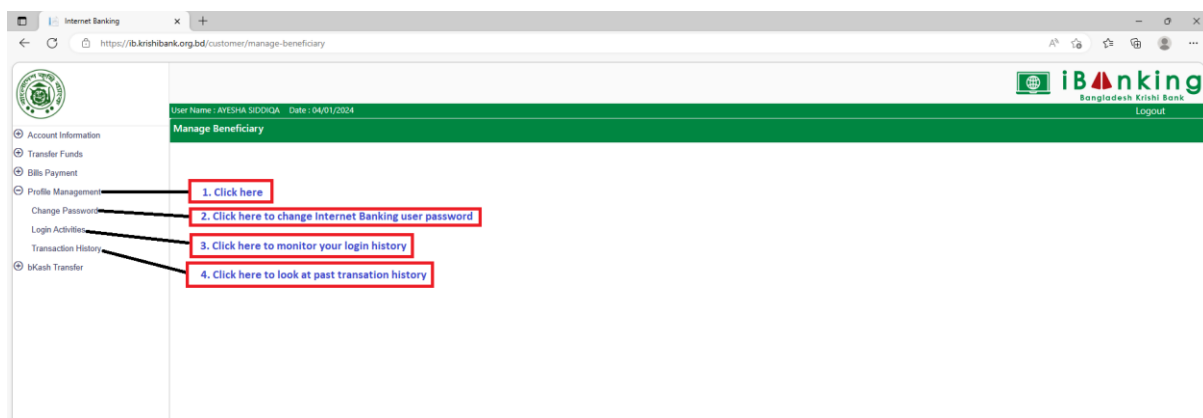 Internet Banking
https://ib.krishibank.org.bd/customer/manage-beneficiary
iBAnking
Bangladesh Krishi Bank
User Name : AYESHA SIDDIQA Date : 04/01/2024
Logout
Manage Beneficiary
Account Information
Transfer Funds
Bills Payment
Profile Management
1. Click here
Change Password
2. Click here to change Internet Banking user password
Login Activities
3. Click here to monitor your login history
Transaction History
4. Click here to look at past transation history
bKash Transfer